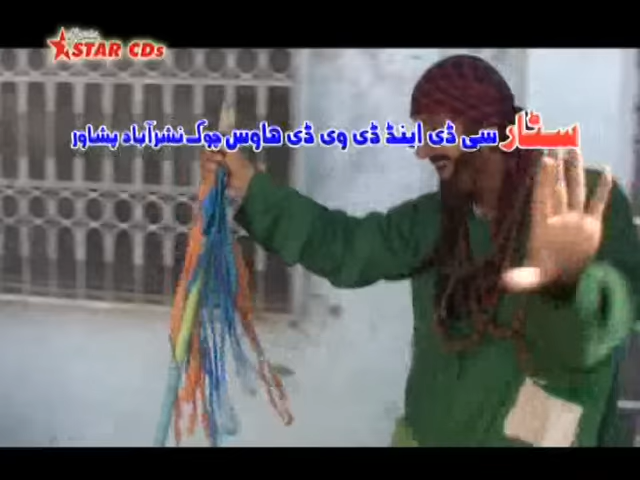 STAR CDs
سٹار سی ڈی اینڈ ڈی وی ڈی ھاوس چوک نشترآباد پشاور